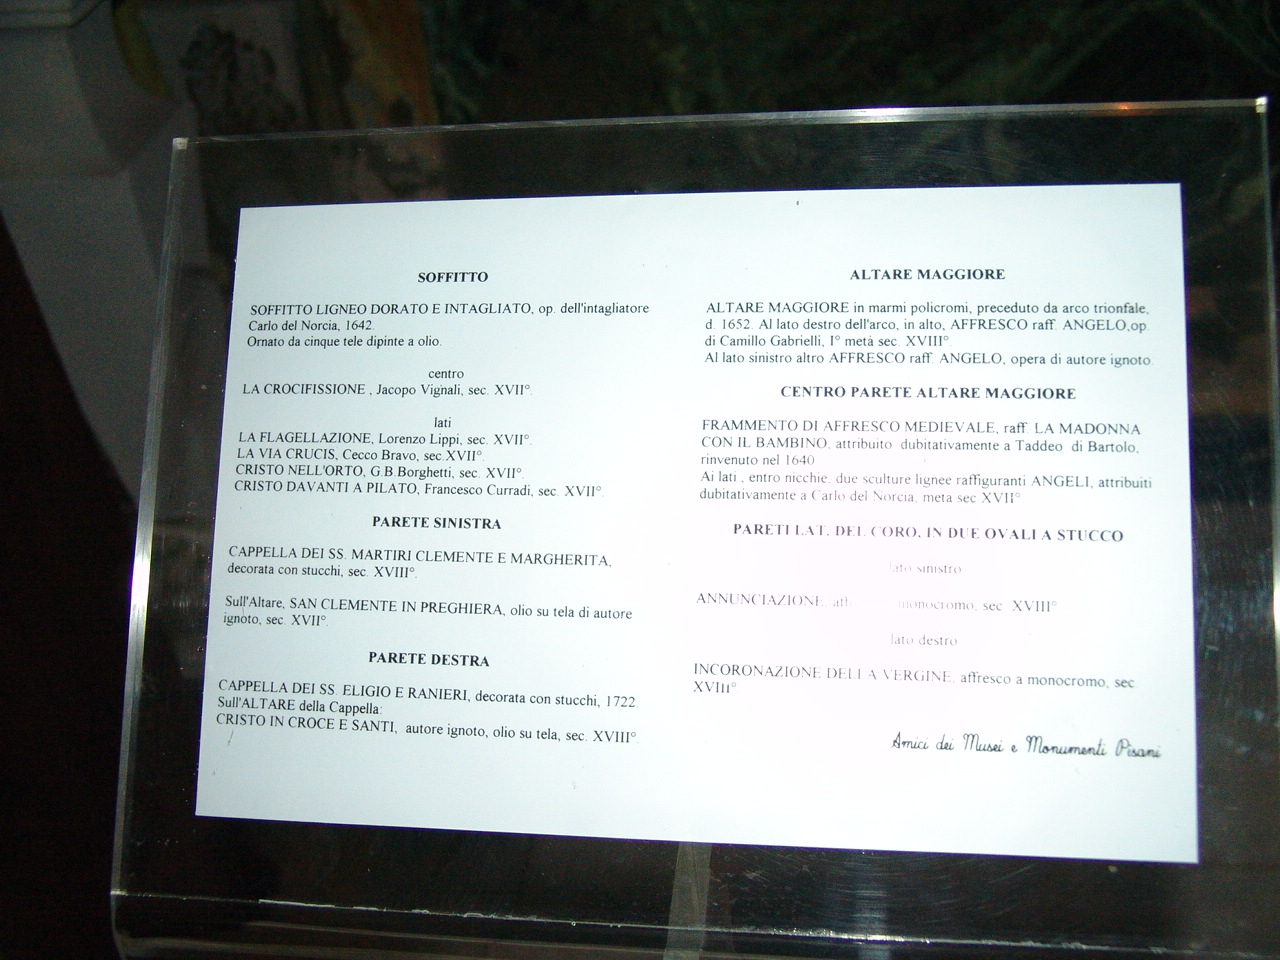 SOFFITTO
SOFFITTO LIGNEO DORATO E INTAGLIATO, op. dell'intagliatore
Carlo del Norcia, 1642.
Ornato da cinque tele dipinte a olio.
centro
LA CROCIFISSIONE , Jacopo Vignali, sec. XVII°.
lati
LA FLAGELLAZIONE, Lorenzo Lippi, sec. XVII°.
LA VIA CRUCIS, Cecco Bravo, sec.XVII°.
CRISTO NELL'ORTO, G.B.Borghetti, sec. XVII°.
CRISTO DAVANTI A PILATO, Francesco Curradi, sec. XVII°.
PARETE SINISTRA
CAPPELLA DEI SS. MARTIRI CLEMENTE E MARGHERITA,
decorata con stucchi, sec. XVIII°.
Sull'Altare, SAN CLEMENTE IN PREGHIERA, olio su tela di autore
ignoto, sec. XVII°.
PARETE DESTRA
CAPPELLA DEI SS. ELIGIO E RANIERI, decorata con stucchi, 1722.
Sull'ALTARE della Cappella:
CRISTO IN CROCE E SANTI, autore ignoto, olio su tela, sec. XVIII°.
ALTARE MAGGIORE
ALTARE MAGGIORE in marmi policromi, preceduto da arco trionfale,
d. 1652. Al lato destro dell'arco, in alto, AFFRESCO raff. ANGELO,op.
di Camillo Gabrielli, I° metà sec. XVIII°.
Al lato sinistro altro AFFRESCO raff. ANGELO, opera di autore ignoto.
CENTRO PARETE ALTARE MAGGIORE
FRAMMENTO DI AFFRESCO MEDIEVALE, raff. LA MADONNA
CON IL BAMBINO, attribuito dubitativamente a Taddeo di Bartolo,
rinvenuto nel 1640.
Ai lati , entro nicchie, due sculture lignee raffiguranti ANGELI, attribuiti
dubitativamente a Carlo del Norcia, metà sec XVII°
PARETI LAT. DEL CORO, IN DUE OVALI A STUCCO
lato sinistro
ANNUNCIAZIONE, monocromo, sec. XVIII°
lato destro
INCORONAZIONE DELLA VERGINE, affresco a monocromo, sec.
XVIII°
Amici dei Musei e Monumenti Pisani